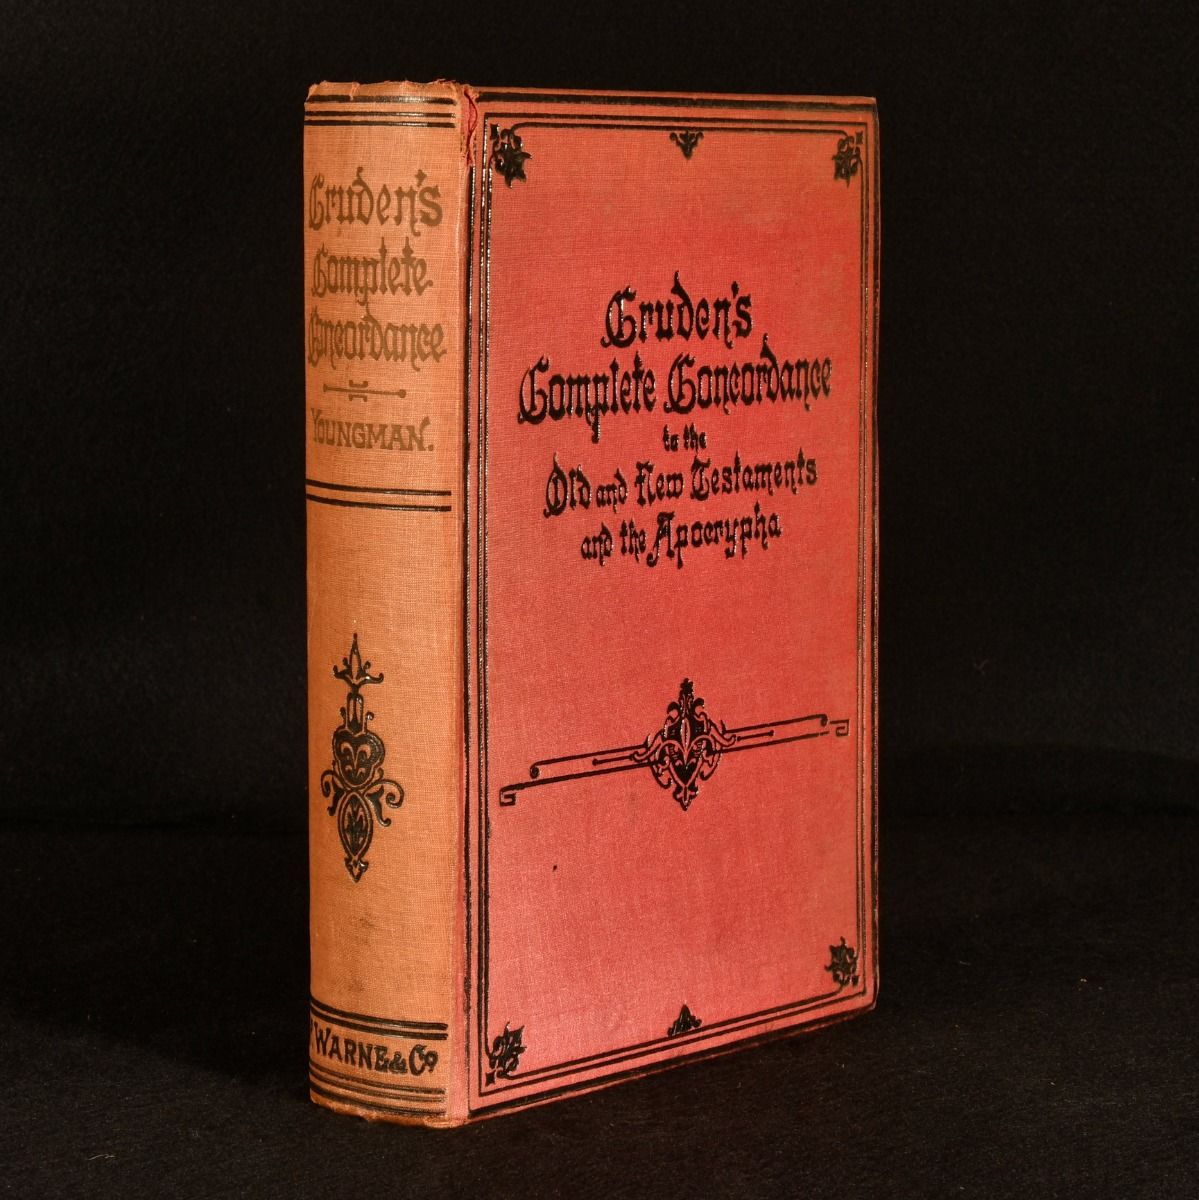 Cruden's
Complete
Concordance
YOUNGMAN.
F WARNE & Co
Cruden's
Complete Concordance
to the
Old and New Testaments
and the Apocrypha